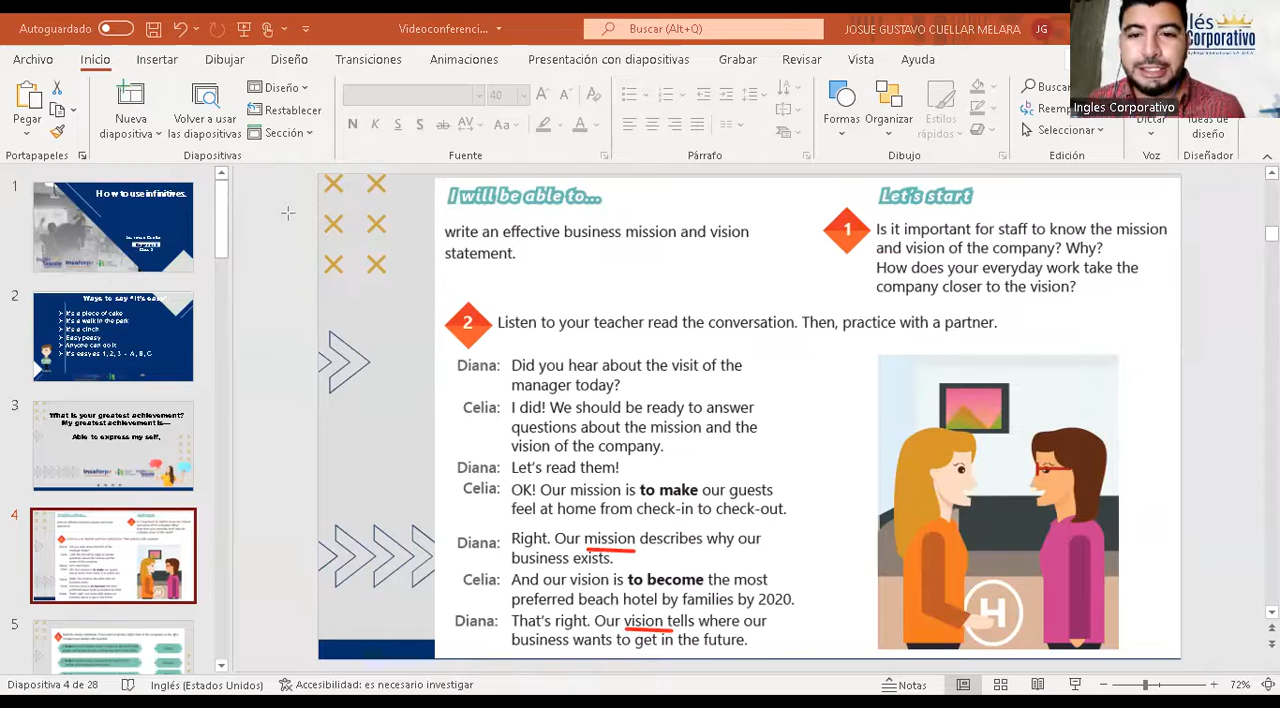 Autoguardado
Videoconferenci...
Buscar (Alt+Q)
JOSUE GUSTAVO CUELLAR MELARA
JG
lés
Corporativo
Archivo
Inicio
Insertar
Dibujar
Diseño
Transiciones
Animaciones
Presentación con diapositivas
Grabar
Revisar
Vista
Ayuda
Ingles Corporativo
Pegar
Nueva
diapositiva
Volver a usar
las diapositivas
Diseño
Restablecer
Sección
40
Formas
Organizar
Estilos
rápidos
Buscar
Reemp
Seleccionar
Dictar
Ideas de
diseño
Portapapeles
Diapositivas
Fuente
Párrafo
Dibujo
Edición
Voz
Diseñador
1
How to use infinitives.
2
Ways to say "It's easy"
It's a piece of cake
It's a walk in the park
It's a cinch
Easy peasy
Anyone can do it
It's easy as 1, 2, 3 - A, B, C
3
What is your greatest achievement?
My greatest achievement is—
Able to express my self,
4
5
I will be able to...
write an effective business mission and vision
statement.
Let's start
1
Is it important for staff to know the mission
and vision of the company? Why?
How does your everyday work take the
company closer to the vision?
2
Listen to your teacher read the conversation. Then, practice with a partner.
Diana: Did you hear about the visit of the
manager today?
Celia: I did! We should be ready to answer
questions about the mission and the
vision of the company.
Diana: Let's read them!
Celia: OK! Our mission is to make our guests
feel at home from check-in to check-out.
Diana: Right. Our mission describes why our
business exists.
Celia: And our vision is to become the most
preferred beach hotel by families by 2020.
Diana: That's right. Our vision tells where our
business wants to get in the future.
H
Diapositiva 4 de 28
Inglés (Estados Unidos)
Accesibilidad: es necesario investigar
Notas
72%